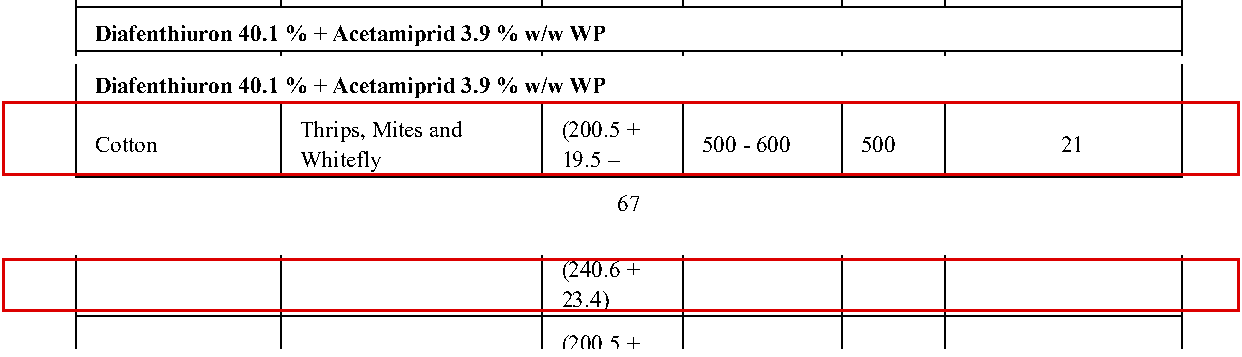 Diafenthiuron 40.1 % + Acetamiprid 3.9 % w/w WP
Diafenthiuron 40.1 % + Acetamiprid 3.9 % w/w WP
Cotton Thrips, Mites and Whitefly (200.5 + 19.5 – 500 - 600 500 21
67
(240.6 +
23.4)
(200.5 +